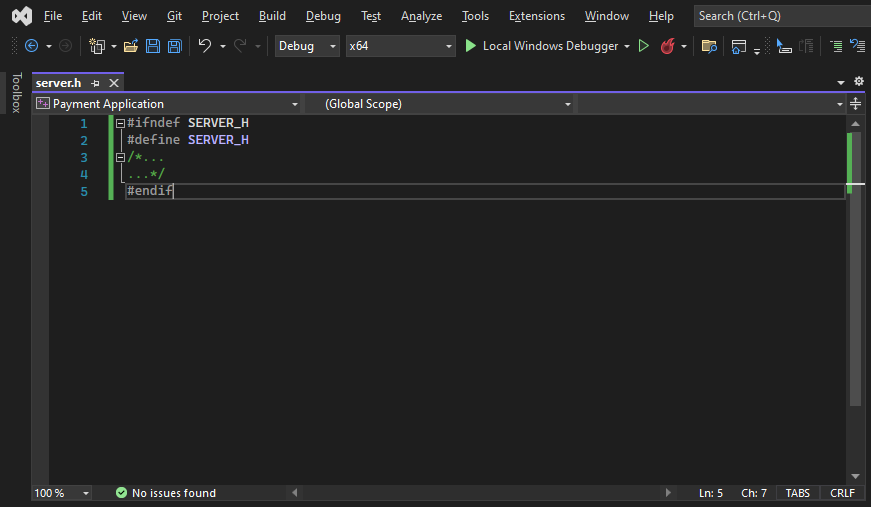 File Edit View Git Project Build Debug Test Analyze Tools Extensions Window Help Search (Ctrl+Q)
Debug x64 Local Windows Debugger
Toolbox
server.h
Payment Application (Global Scope)
1 #ifndef SERVER_H
2 #define SERVER_H
3 /*...
4 ...*/
5 #endif
100 % No issues found Ln: 5 Ch: 7 TABS CRLF